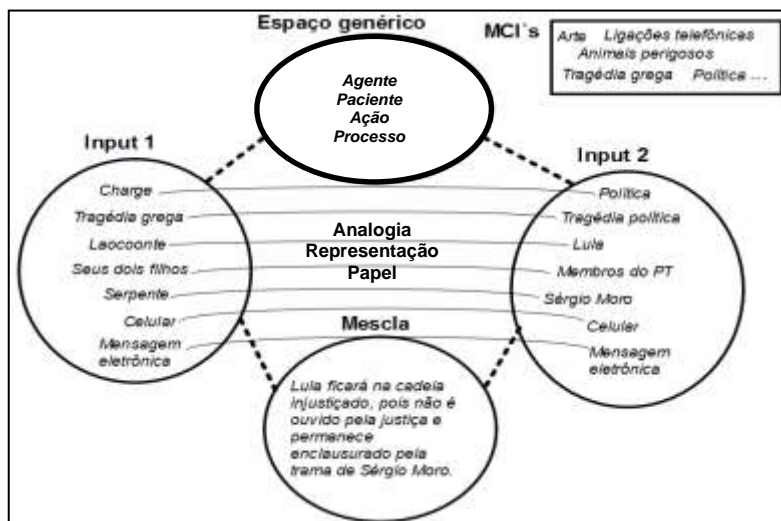 Espaço genérico
MCI`s
Arte Ligações telefônicas
Animais perigosos
Tragédia grega Política ...
Agente
Paciente
Ação
Processo
Input 1
Input 2
Charge
Política
Tragédia grega
Tragédia política
Analogia
Representação
Papel
Laocoonte
Lula
Seus dois filhos
Membros do PT
Serpente
Sérgio Moro
Celular
Celular
Mensagem
eletrônica
Mensagem
eletrônica
Mescla
Lula ficará na cadeia
injustiçado, pois não é
ouvido pela justiça e
permanece
enclausurado pela
trama de Sérgio Moro.